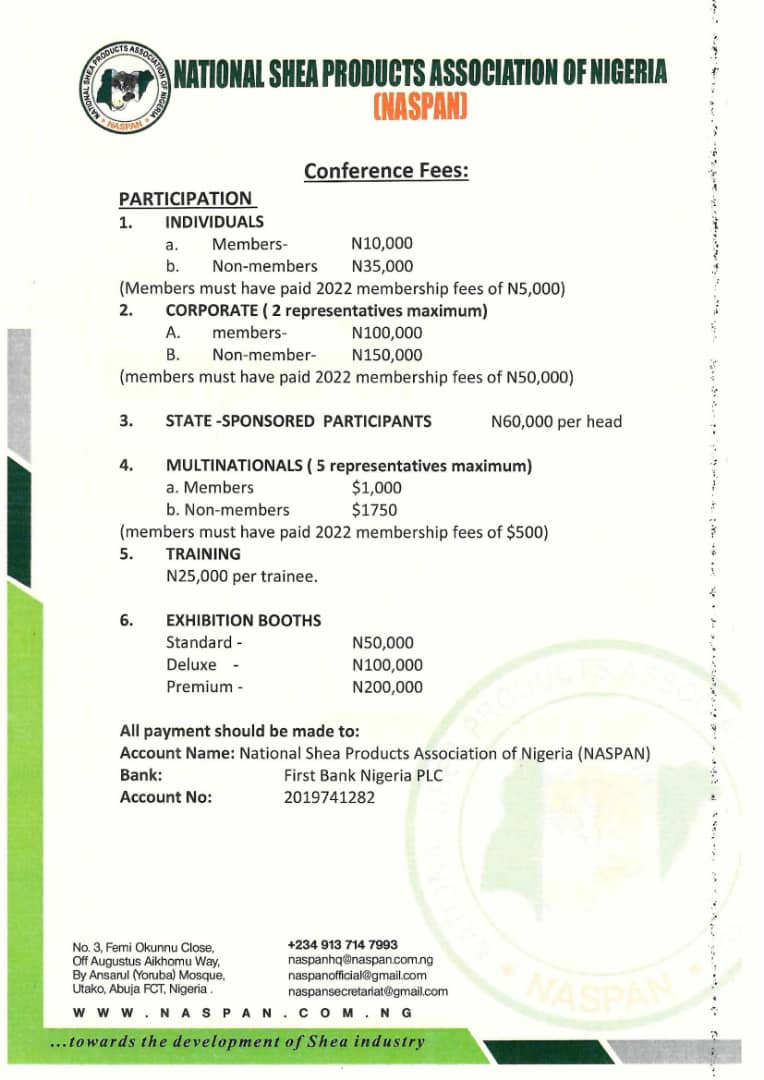 NATIONAL SHEA PRODUCTS ASSOCIATION OF NIGERIA
NASPAN
NATIONAL SHEA PRODUCTS ASSOCIATION OF NIGERIA
(NASPAN)
Conference Fees:
PARTICIPATION
1. INDIVIDUALS
a. Members- N10,000
b. Non-members N35,000
(Members must have paid 2022 membership fees of N5,000)
2. CORPORATE ( 2 representatives maximum)
A. members- N100,000
B. Non-member- N150,000
(members must have paid 2022 membership fees of N50,000)
3. STATE -SPONSORED PARTICIPANTS N60,000 per head
4. MULTINATIONALS ( 5 representatives maximum)
a. Members $1,000
b. Non-members $1750
(members must have paid 2022 membership fees of $500)
5. TRAINING
N25,000 per trainee.
6. EXHIBITION BOOTHS
Standard - N50,000
Deluxe - N100,000
Premium - N200,000
All payment should be made to:
Account Name: National Shea Products Association of Nigeria (NASPAN)
Bank: First Bank Nigeria PLC
Account No: 2019741282
No. 3, Femi Okunnu Close,
Off Augustus Aikhomu Way,
By Ansarul (Yoruba) Mosque,
Utako, Abuja FCT, Nigeria .
+234 913 714 7993
naspanhq@naspan.com.ng
naspanofficial@gmail.com
naspansecretariat@gmail.com
WWW.NASPAN.COM.NG
...towards the development of Shea industry
NASPAN